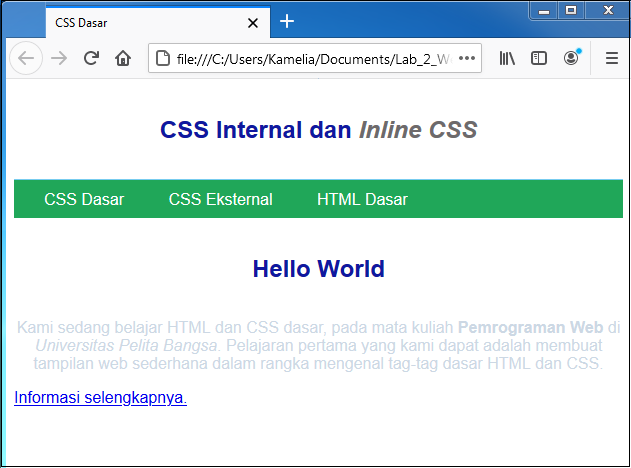 CSS Dasar
file:///C:/Users/Kamelia/Documents/Lab_2_W
CSS Internal dan Inline CSS
CSS Dasar CSS Eksternal HTML Dasar
Hello World
Kami sedang belajar HTML dan CSS dasar, pada mata kuliah Pemrograman Web di
Universitas Pelita Bangsa. Pelajaran pertama yang kami dapat adalah membuat
tampilan web sederhana dalam rangka mengenal tag-tag dasar HTML dan CSS.
Informasi selengkapnya.